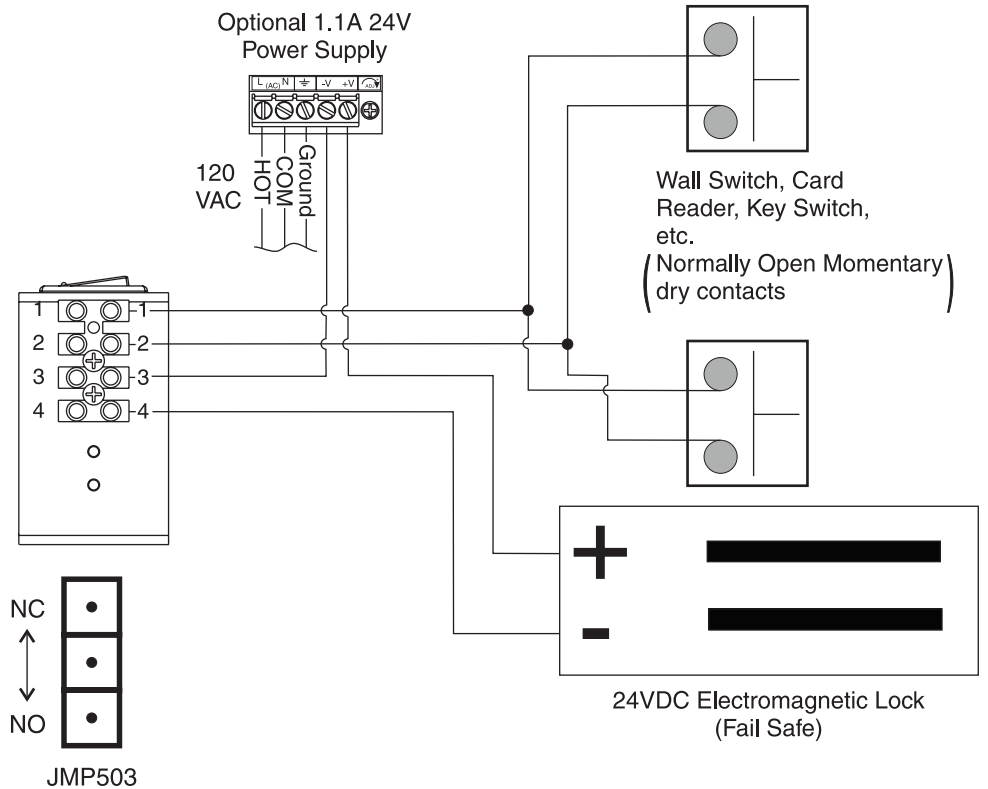 Optional 1.1A 24V
Power Supply
L (AC) N -V +V ADJ
120
VAC
HOT
COM
Ground
Wall Switch, Card
Reader, Key Switch,
etc.
(Normally Open Momentary
dry contacts)
1 1
2 2
3 3
4 4
+
-
24VDC Electromagnetic Lock
(Fail Safe)
NC
NO
JMP503